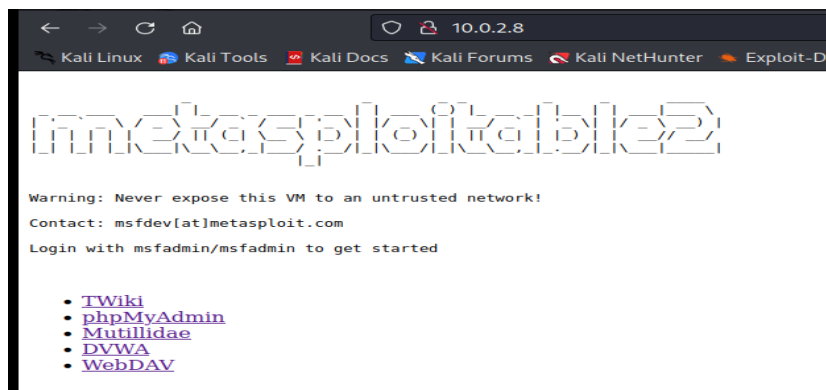 10.0.2.8
Kali Linux Kali Tools Kali Docs Kali Forums Kali NetHunter Exploit-D
metasploitable2
Warning: Never expose this VM to an untrusted network!
Contact: msfdev[at]metasploit.com
Login with msfadmin/msfadmin to get started
TWiki
phpMyAdmin
Mutillidae
DVWA
WebDAV